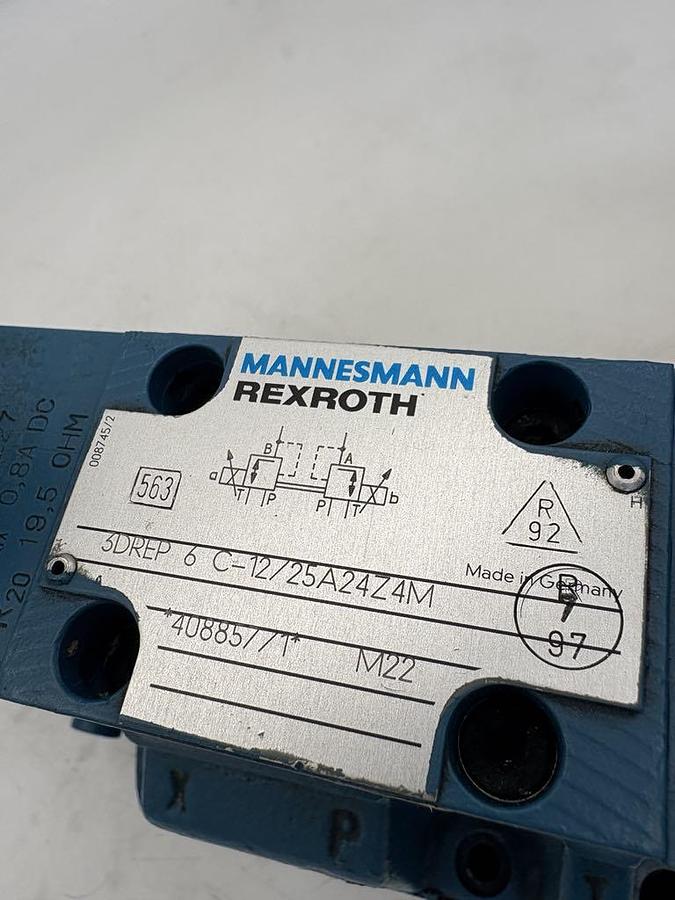 MANNESMANN
REXROTH
008745/2
0,8A DC
R20 19,5 OHM
563
B A
a b
T P P T
R
92
H
3DREP 6 C-12/25A24Z4M
Made in Germany
97
*408857/1* M22
X P